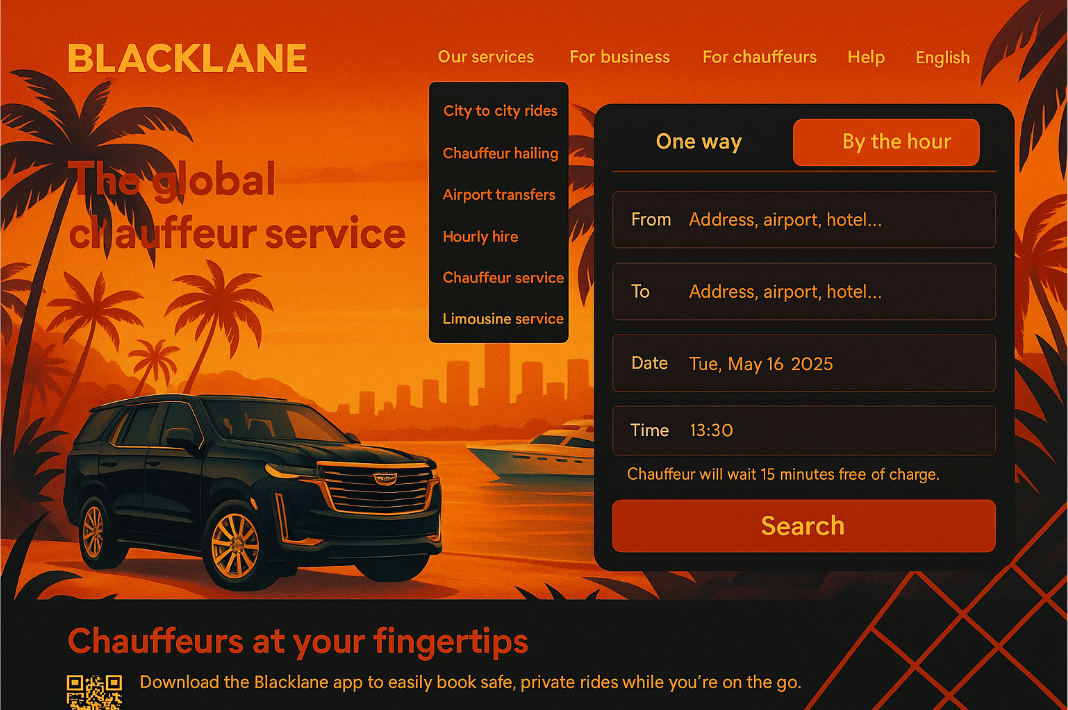 BLACKLANE
Our services
For business
For chauffeurs
Help
English
City to city rides
Chauffeur hailing
Airport transfers
Hourly hire
Chauffeur service
Limousine service
The global
chauffeur service
One way
By the hour
From Address, airport, hotel...
To Address, airport, hotel...
Date Tue, May 16 2025
Time 13:30
Chauffeur will wait 15 minutes free of charge.
Search
Chauffeurs at your fingertips
Download the Blacklane app to easily book safe, private rides while you're on the go.